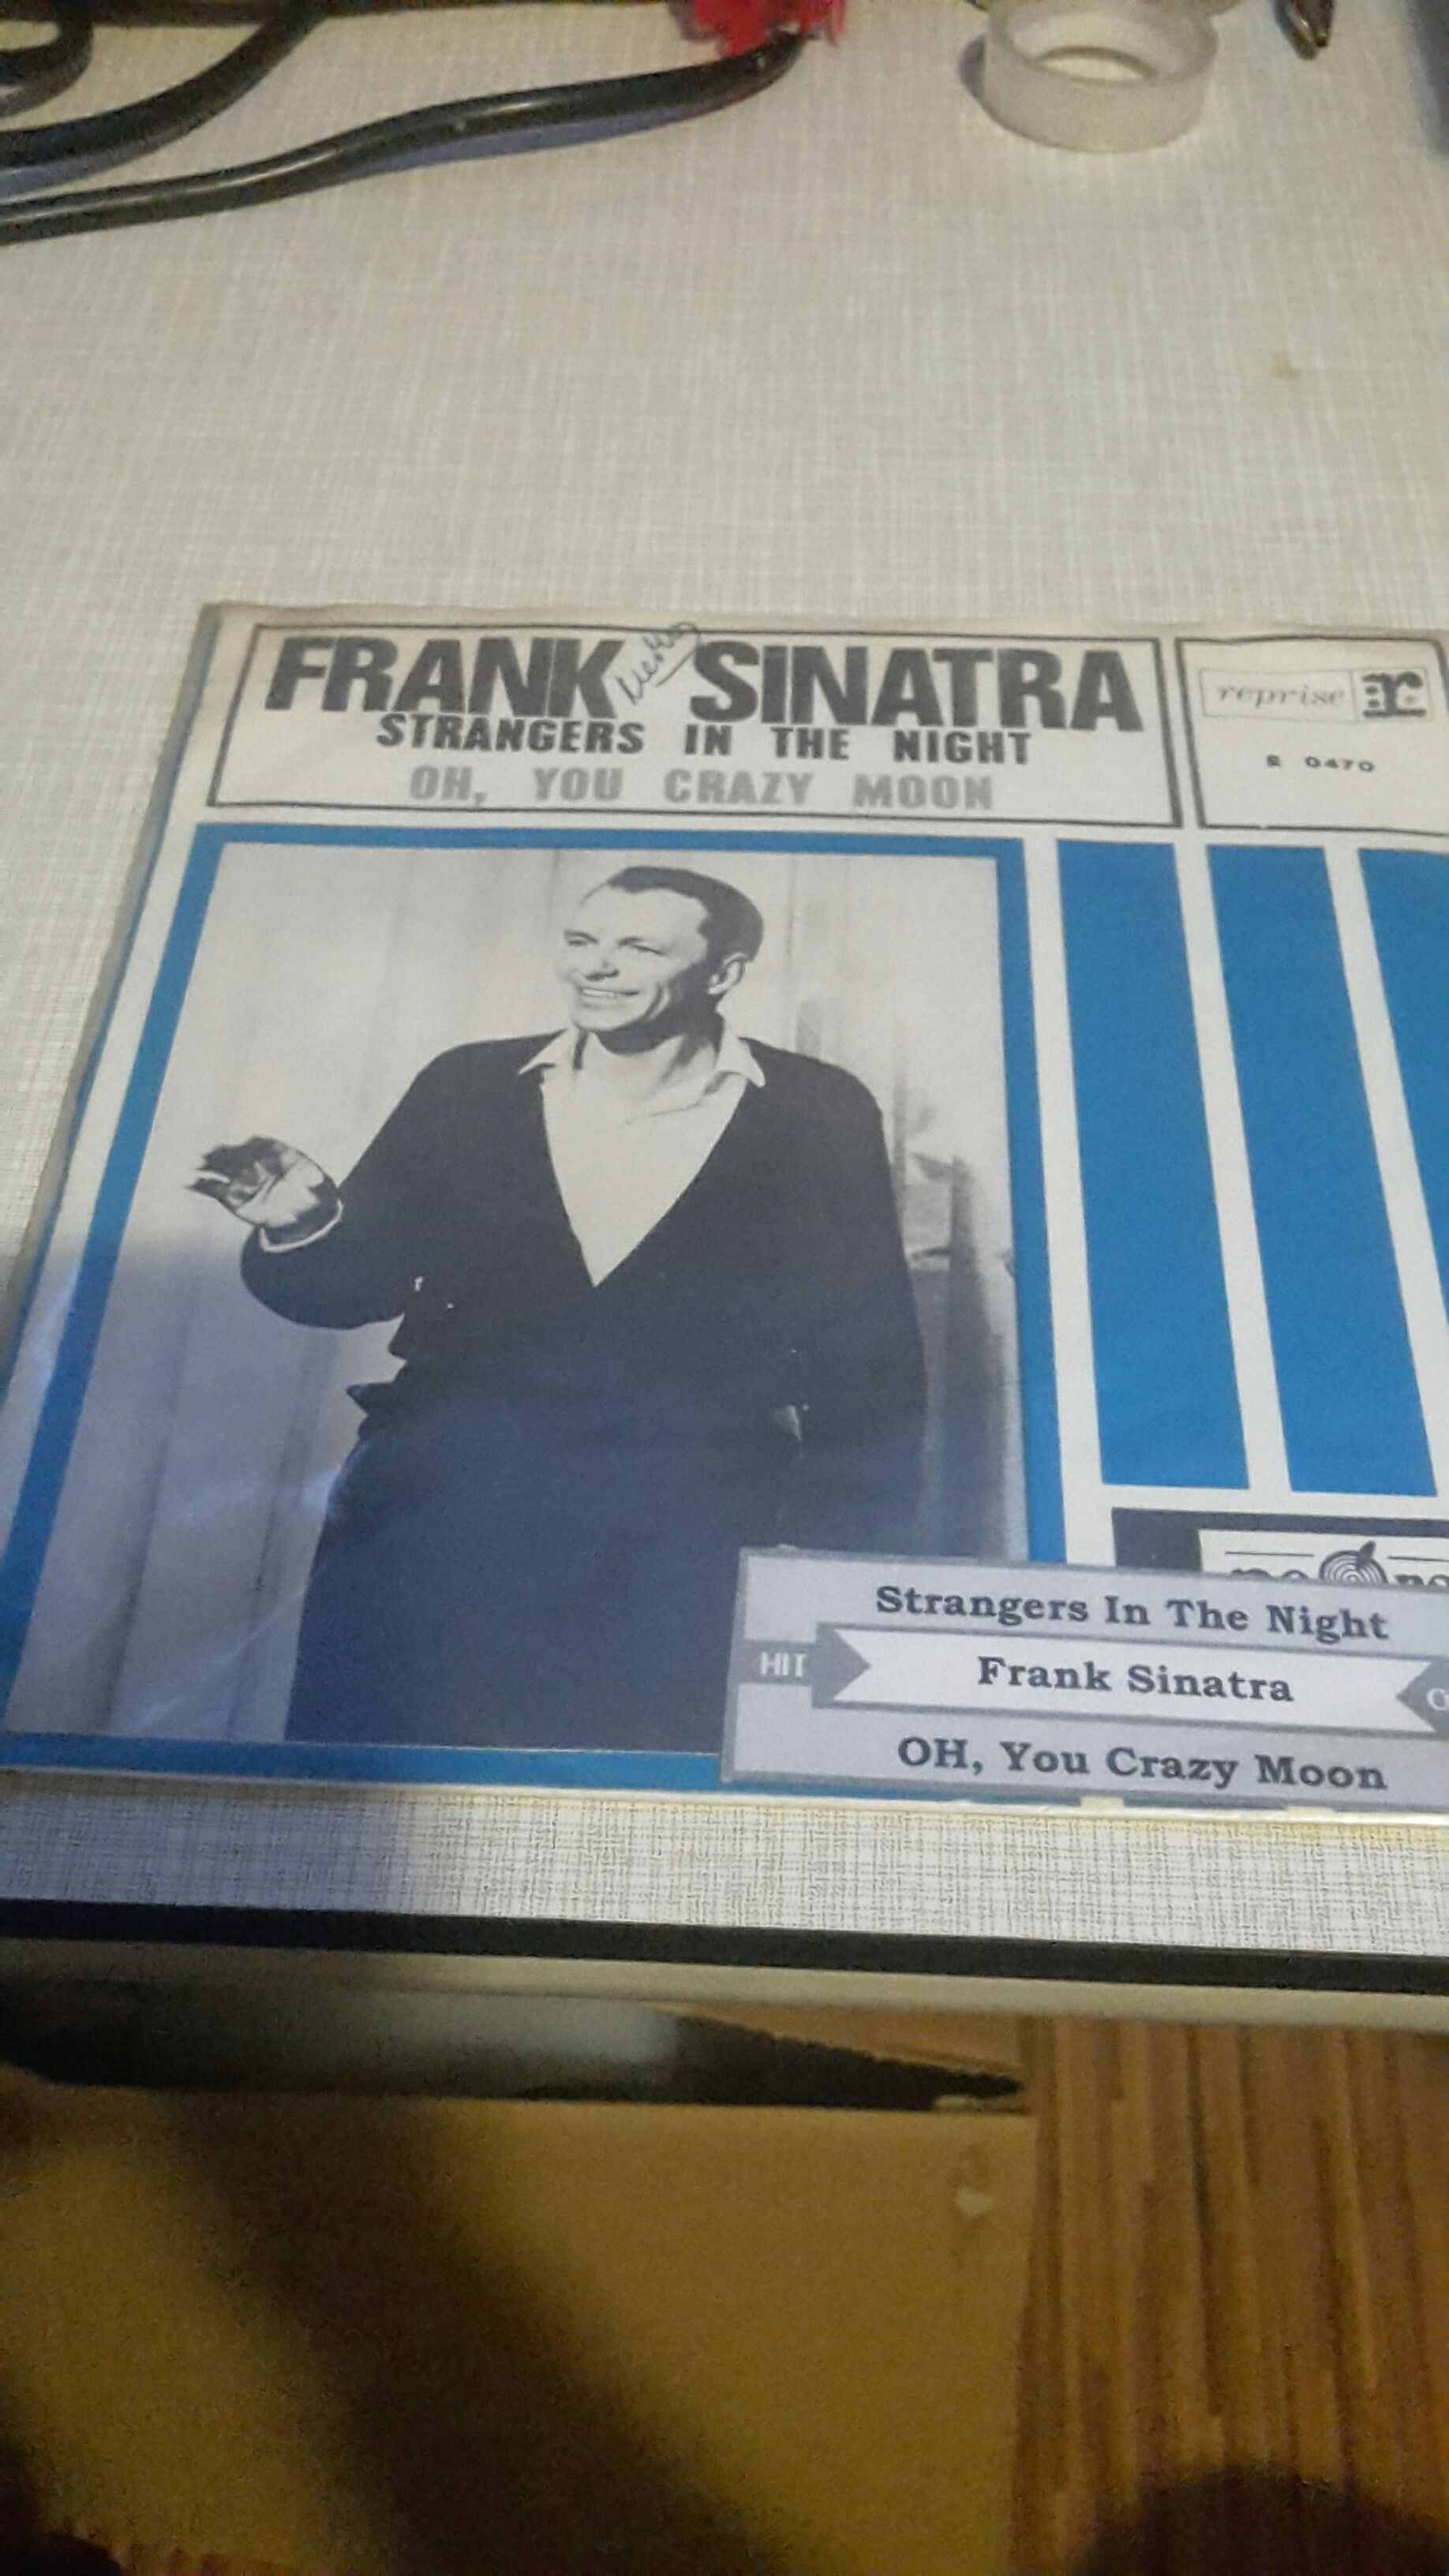 FRANK SINATRA
STRANGERS IN THE NIGHT
OH, YOU CRAZY MOON
reprise r:
R 0470
Strangers In The Night
HIT Frank Sinatra
OH, You Crazy Moon